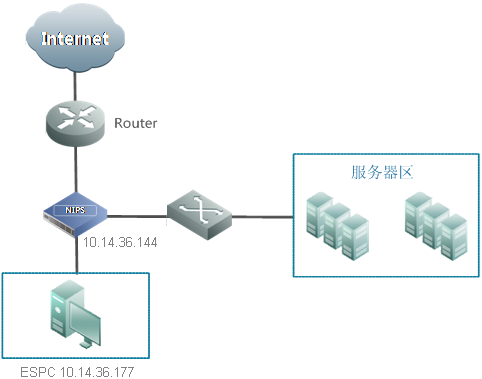 Internet
Router
服务器区
NIPS
10.14.36.144
ESPC 10.14.36.177